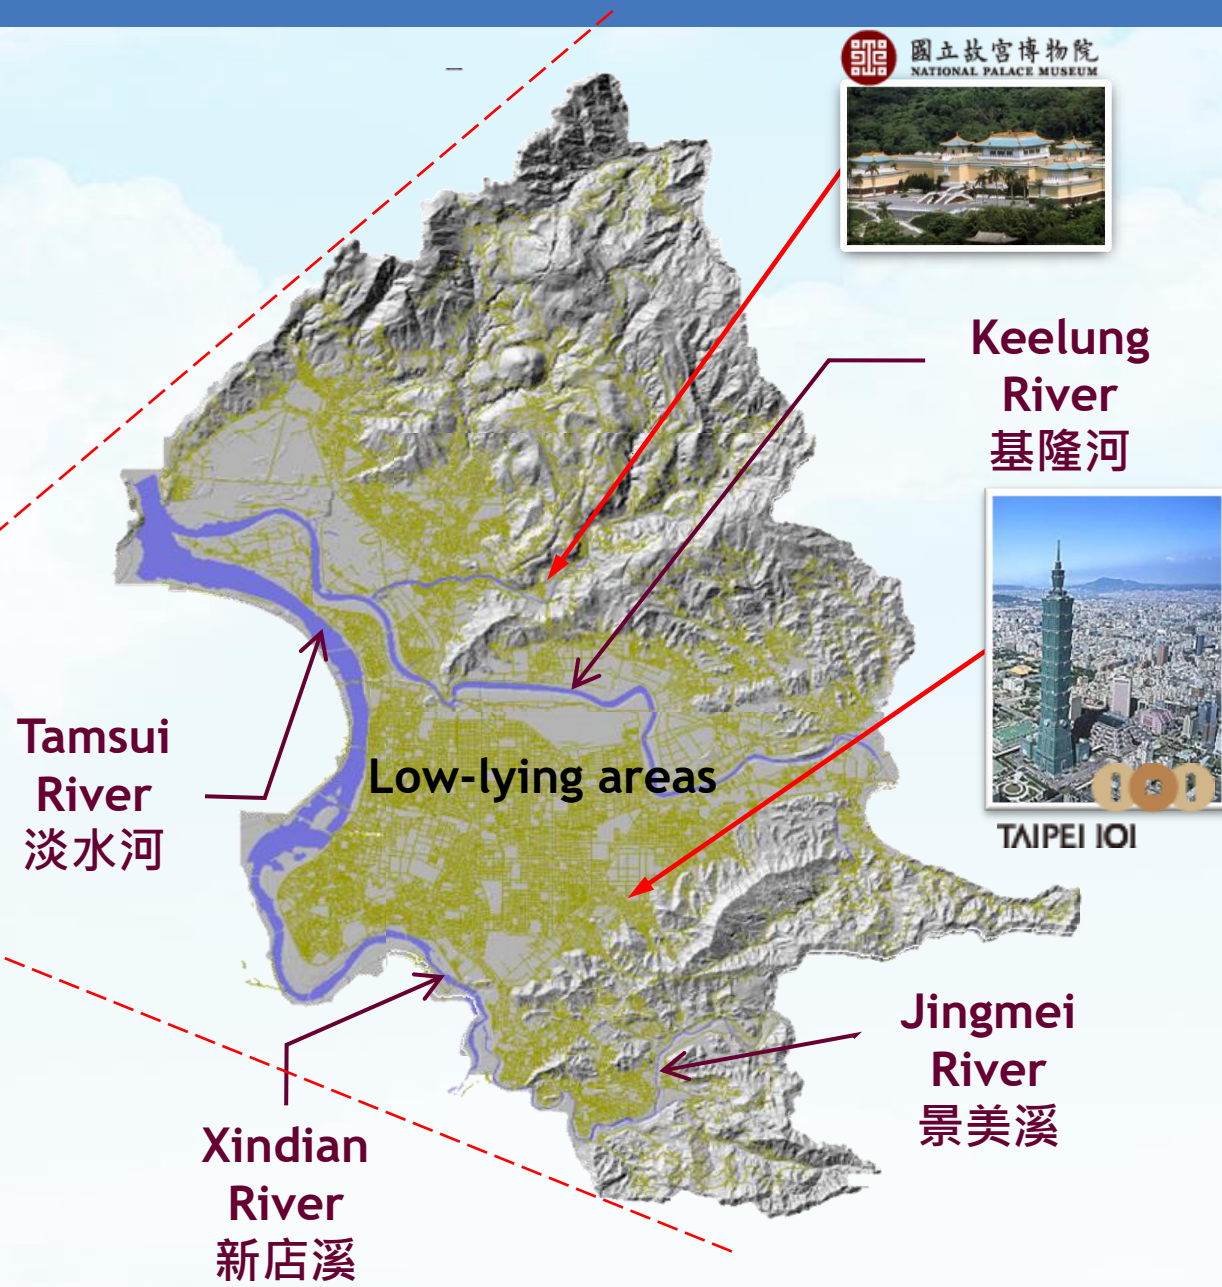 國立故宮博物院
NATIONAL PALACE MUSEUM
Keelung
River
基隆河
Tamsui
River
淡水河
Low-lying areas
TAIPEI 101
Jingmei
River
景美溪
Xindian
River
新店溪